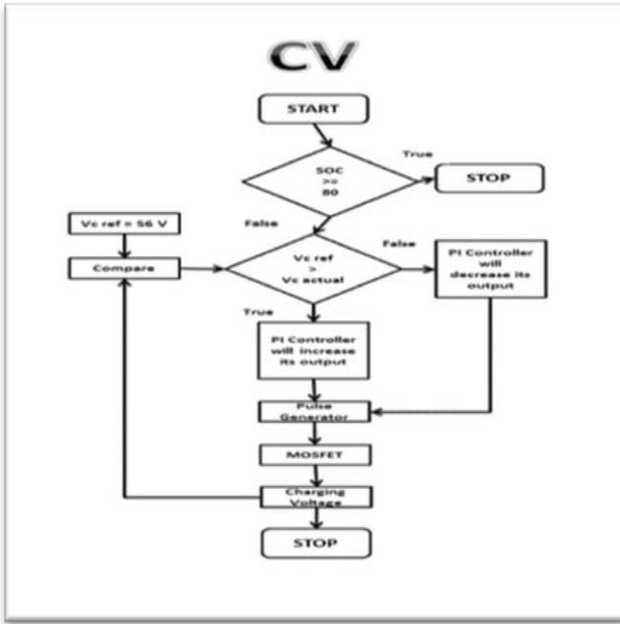 CV
START
SOC
>=
80
True
STOP
False
Vc ref = 56 V
Compare
Vc ref
>
Vc actual
False
PI Controller
will
decrease its
output
True
PI Controller
will increase
its output
Pulse
Generator
MOSFET
Charging
Voltage
STOP